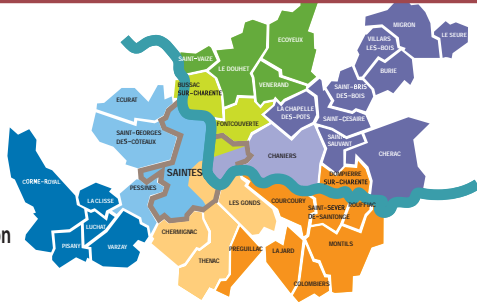 MIGRON
LE SEURE
VILLARS
LES-BOIS
ECOYEUX
SAINT-VAIZE
LE DOUHET
BURIE
VENERAND
BUSSAC
SUR-CHARENTE
SAINT-BRIS
DES-BOIS
ECURAT
LA CHAPELLE
DES-POTS
SAINT-CESAIRE
FONTCOUVERTE
SAINT-GEORGES
DES-COTEAUX
SAINT
SAUVANT
CHERAC
CHANIERS
SAINTES
DOMPIERRE
SUR-CHARENTE
CORME-ROYAL
PESSINES
LA CLISSE
LES GONDS
COURCOURY
SAINT-SEVER
DE-SAINTONGE
ROUFFIAC
LUCHAT
CHERMIGNAC
on
PISANY
VARZAY
THENAC
PREGUILLAC
LA JARD
MONTILS
COLOMBIERS